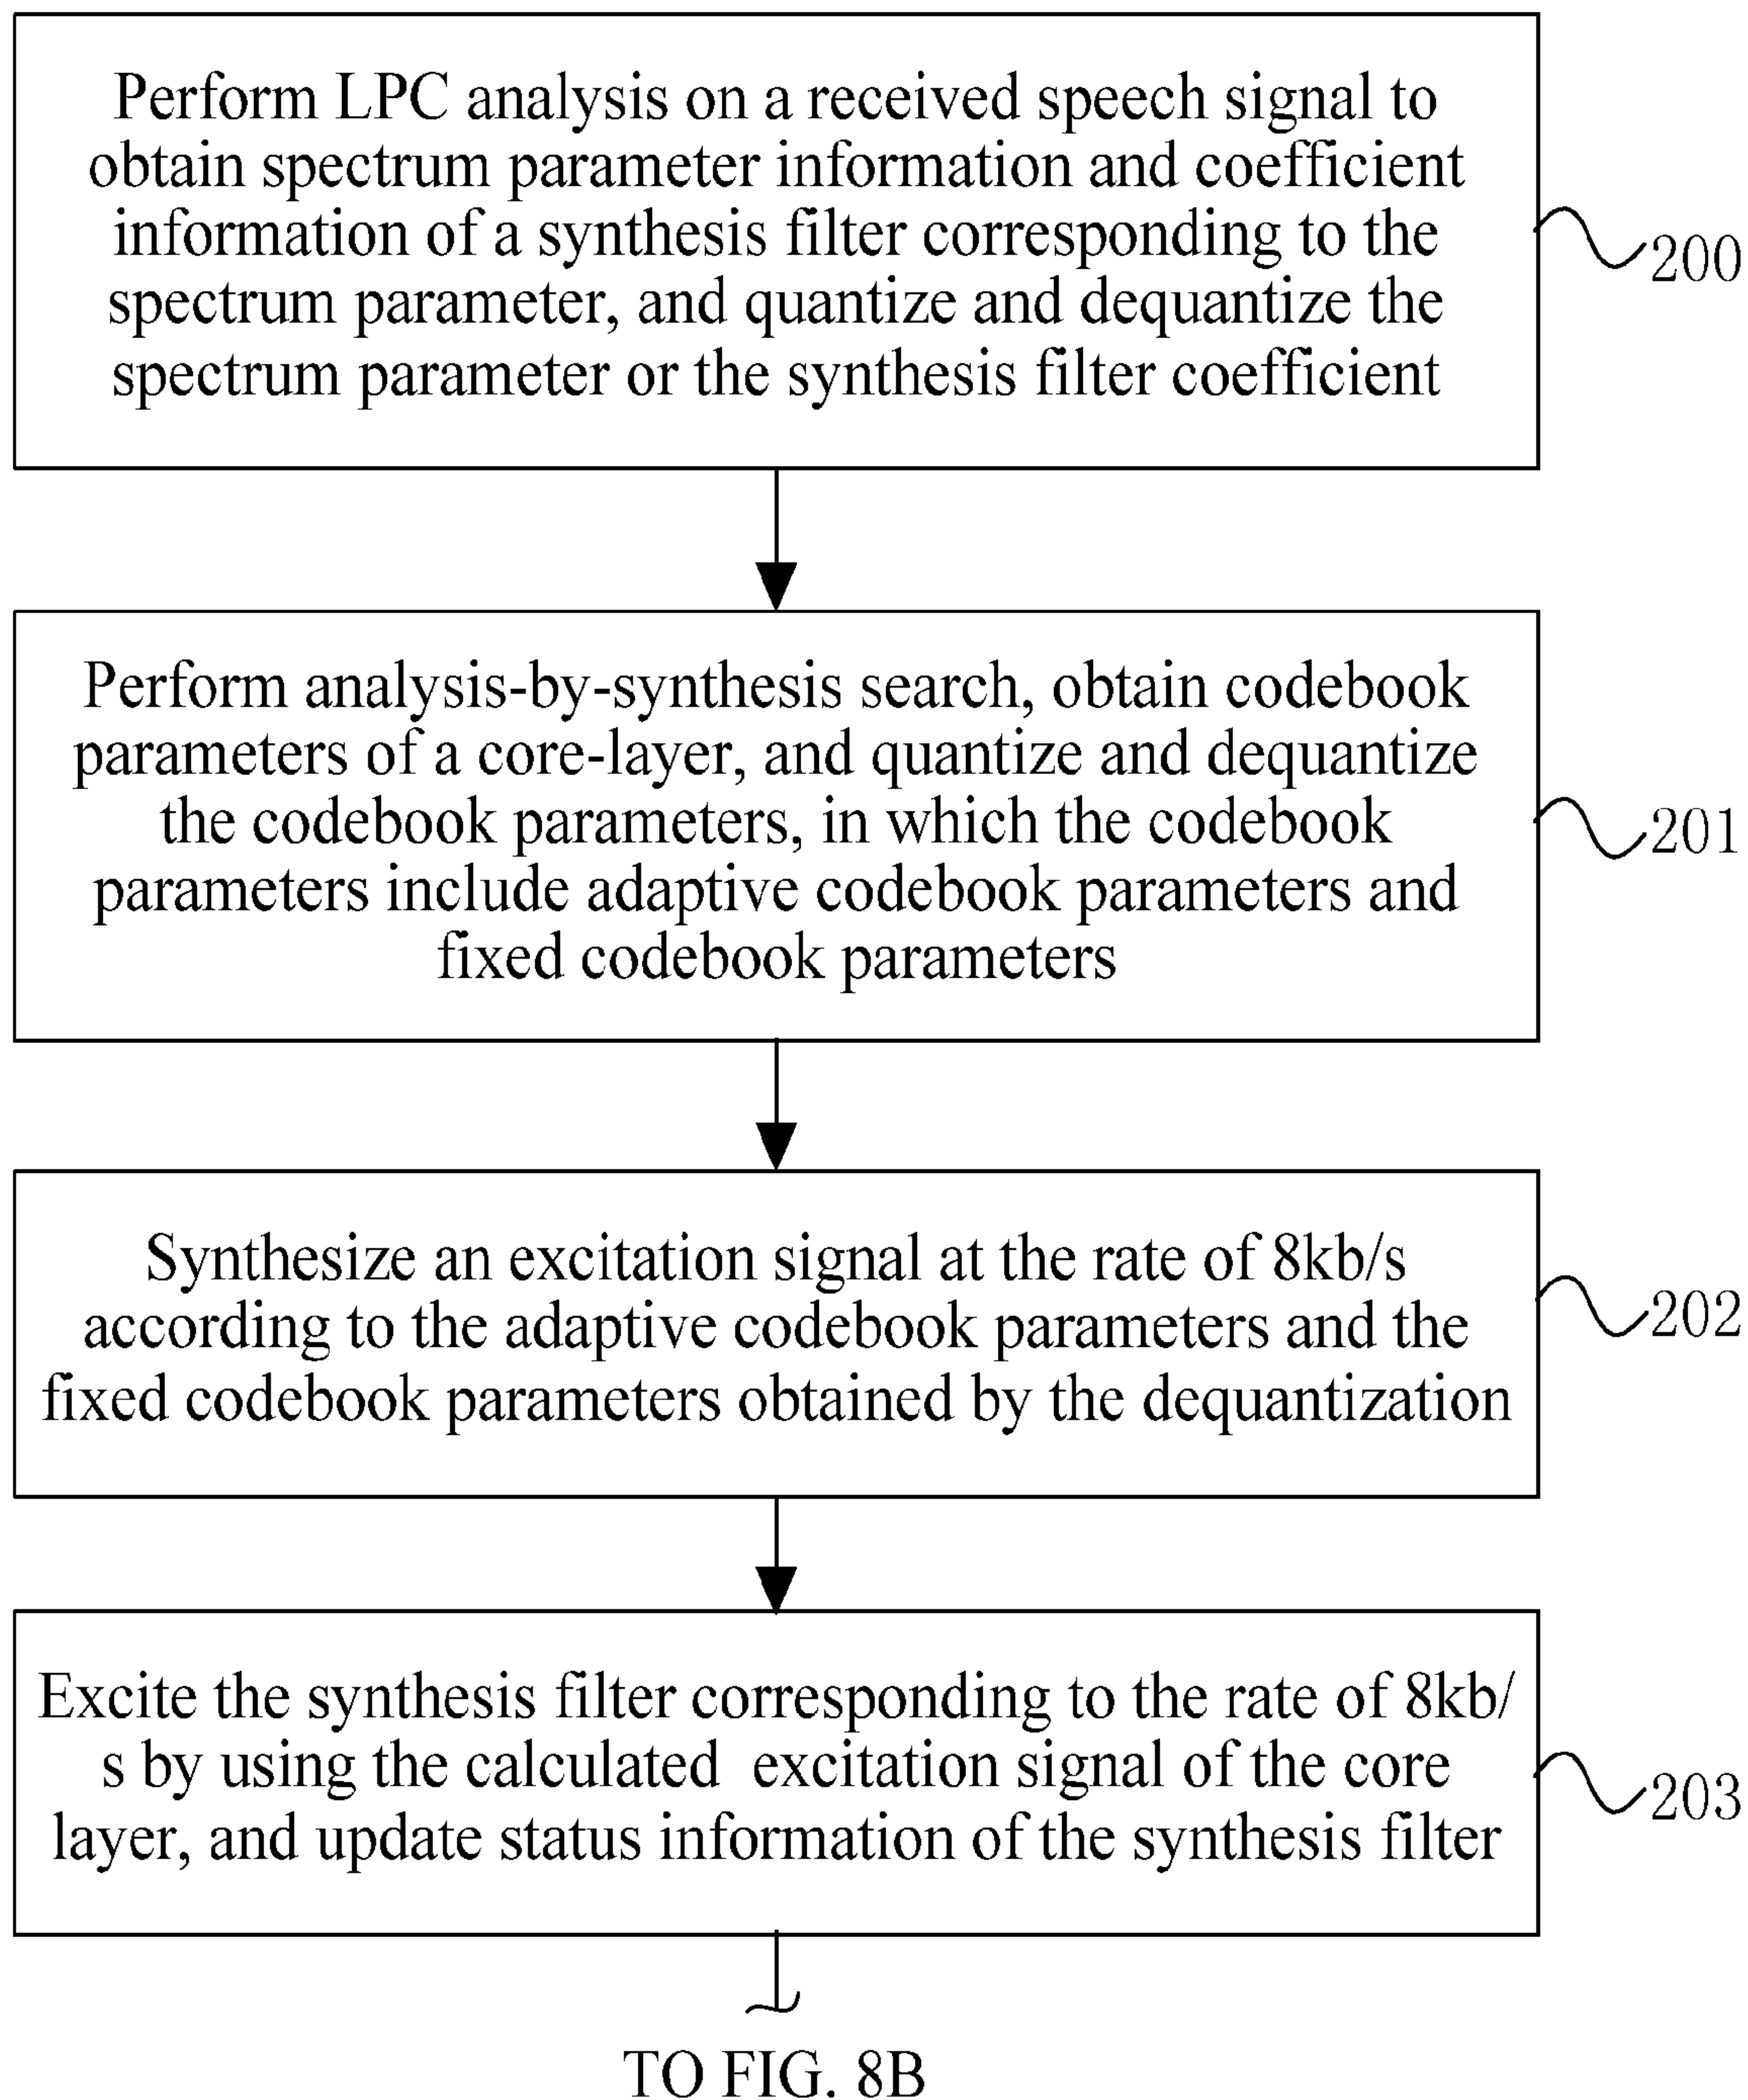 Perform LPC analysis on a received speech signal to
obtain spectrum parameter information and coefficient
information of a synthesis filter corresponding to the
spectrum parameter, and quantize and dequantize the
spectrum parameter or the synthesis filter coefficient
200
Perform analysis-by-synthesis search, obtain codebook
parameters of a core-layer, and quantize and dequantize
the codebook parameters, in which the codebook
parameters include adaptive codebook parameters and
fixed codebook parameters
201
Synthesize an excitation signal at the rate of 8kb/s
according to the adaptive codebook parameters and the
fixed codebook parameters obtained by the dequantization
202
Excite the synthesis filter corresponding to the rate of 8kb/
s by using the calculated excitation signal of the core
layer, and update status information of the synthesis filter
203
TO FIG. 8B